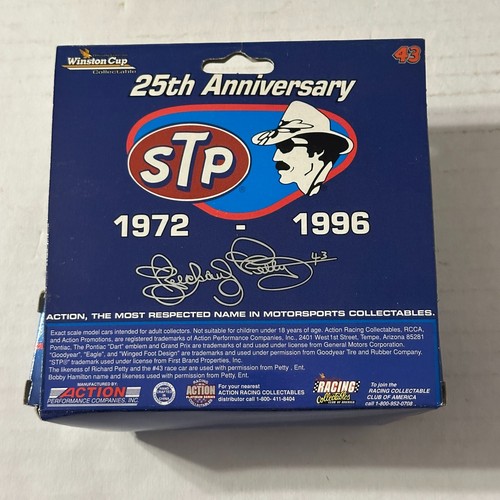 Winston Cup
Collectable
43
25th Anniversary
STP
1972 - 1996
Richard Petty 43
ACTION, THE MOST RESPECTED NAME IN MOTORSPORTS COLLECTABLES.
Exact scale model cars intended for adult collectors. Not suitable for children under 18 years of age. Action Racing Collectables, RCCA,
and Action Promotions, are registered trademarks of Action Performance Companies, Inc., 2401 West 1st Street, Tempe, Arizona 85281
Pontiac, The Pontiac "Dart" emblem and Grand Prix are trademarks of and used under license from General Motors Corporation.
"Goodyear", "Eagle", and "Winged Foot Design" are trademarks and used by permission from Goodyear Tire and Rubber Company.
"STP®" trademark used under license from First Brand Properties, Inc.
The likeness of Richard Petty and the #43 race car are used with permission from Petty . Ent.
Bobby Hamilton name and likeness used with permission from Petty. Ent.
MANUFACTURED BY:
ACTION
PERFORMANCE COMPANIES, INC.
ACTION
For your nearest
ACTION RACING COLLECTABLES
distributor call 1-800- 411-8404
RACING
Collectables
CLUB OF AMERICA
To join the
RACING COLLECTABLE
CLUB OF AMERICA
call 1-800-952-0708